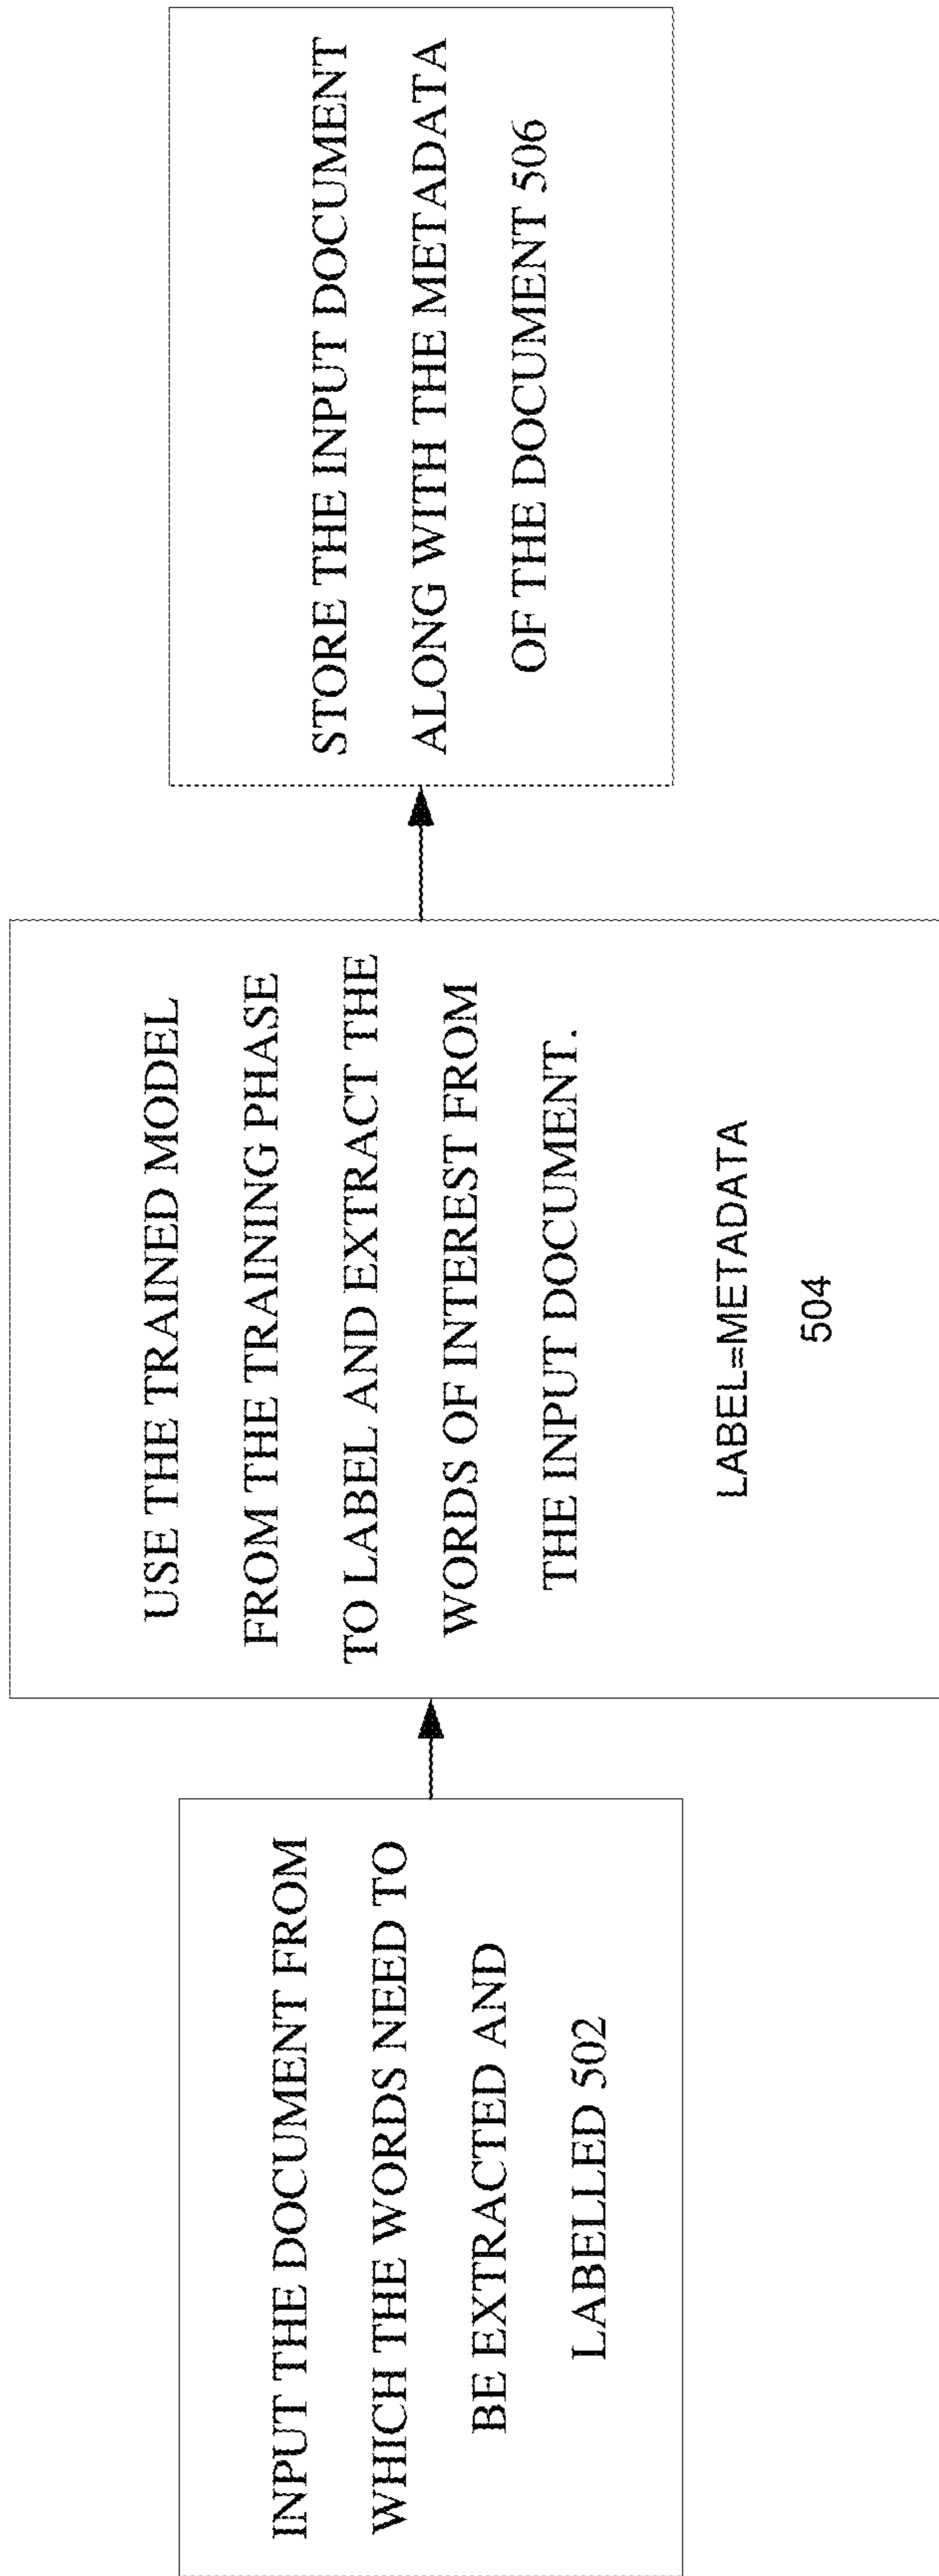 INPUT THE DOCUMENT FROM
WHICH THE WORDS NEED TO
BE EXTRACTED AND
LABELLED 502
USE THE TRAINED MODEL
FROM THE TRAINING PHASE
TO LABEL AND EXTRACT THE
WORDS OF INTEREST FROM
THE INPUT DOCUMENT.
LABEL=METADATA
504
STORE THE INPUT DOCUMENT
ALONG WITH THE METADATA
OF THE DOCUMENT 506